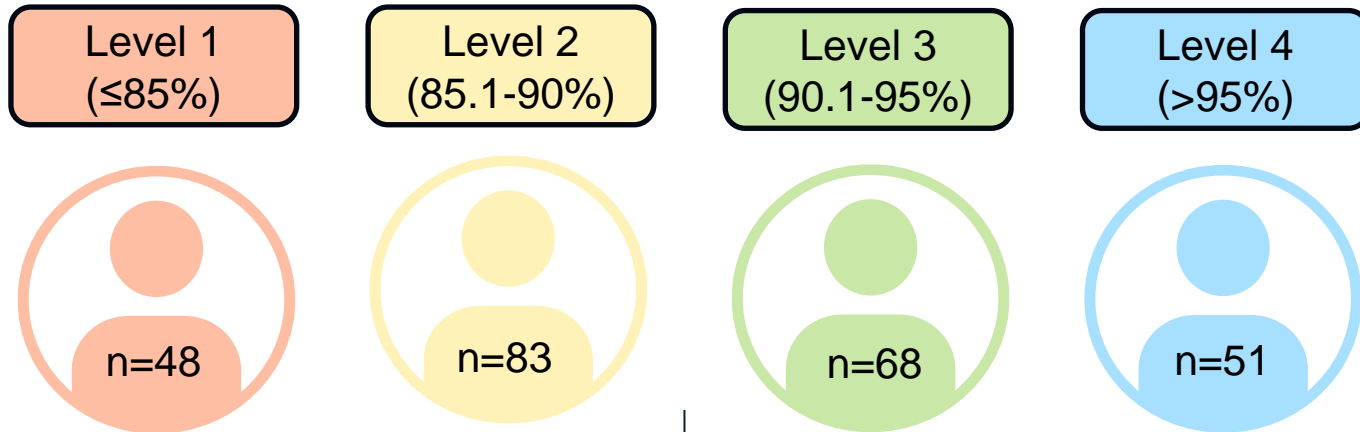 Level 1
(≤85%)
Level 2
(85.1-90%)
Level 3
(90.1-95%)
Level 4
(>95%)
n=48
n=83
n=68
n=51